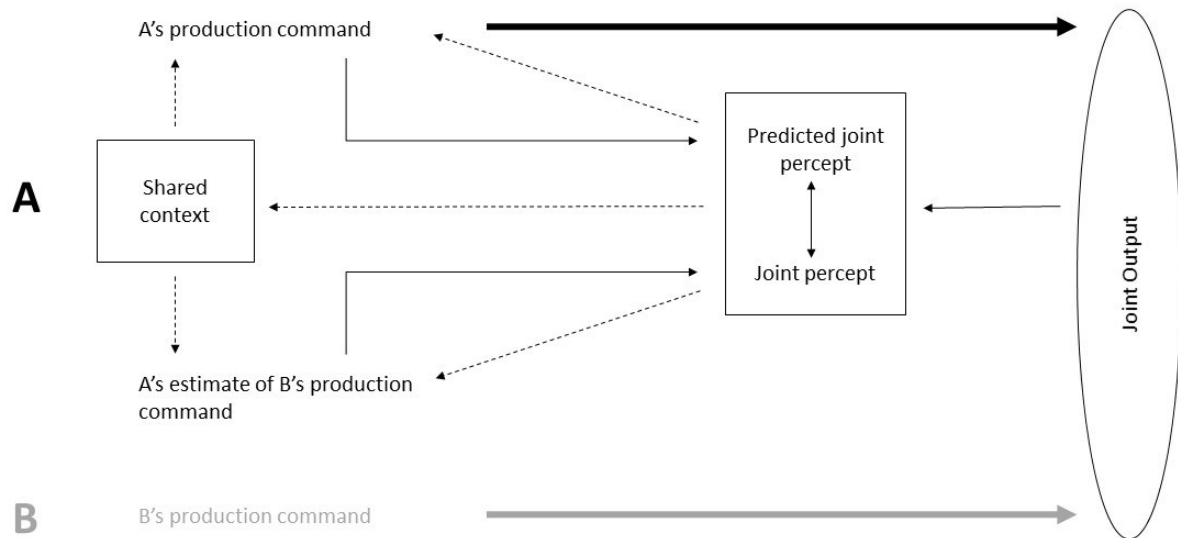 A's production command
A
Shared
context
Predicted joint
percept
Joint percept
Joint Output
A's estimate of B's production
command
B
B's production command